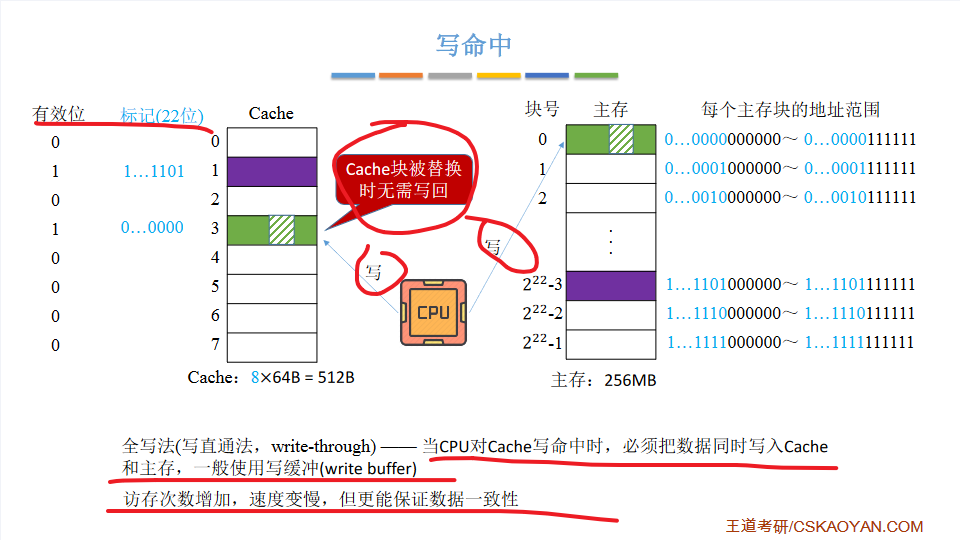 写命中
有效位 标记(22位) Cache 块号 主存 每个主存块的地址范围
0 0 0 0…0000000000～ 0…0000111111
1 1…1101 1 1 0…0001000000～ 0…0001111111
0 2 2 0…0010000000～ 0…0010111111
1 0…0000 3
0 4
0 5 2²²-3 1…1101000000～ 1…1101111111
0 6 2²²-2 1…1110000000～ 1…1110111111
0 7 2²²-1 1…1111000000～ 1…1111111111
Cache块被替换
时无需写回
写
写
CPU
Cache：8×64B = 512B
主存：256MB
全写法(写直通法，write-through) —— 当CPU对Cache写命中时，必须把数据同时写入Cache
和主存，一般使用写缓冲(write buffer)
访存次数增加，速度变慢，但更能保证数据一致性
王道考研/CSKAOYAN.COM